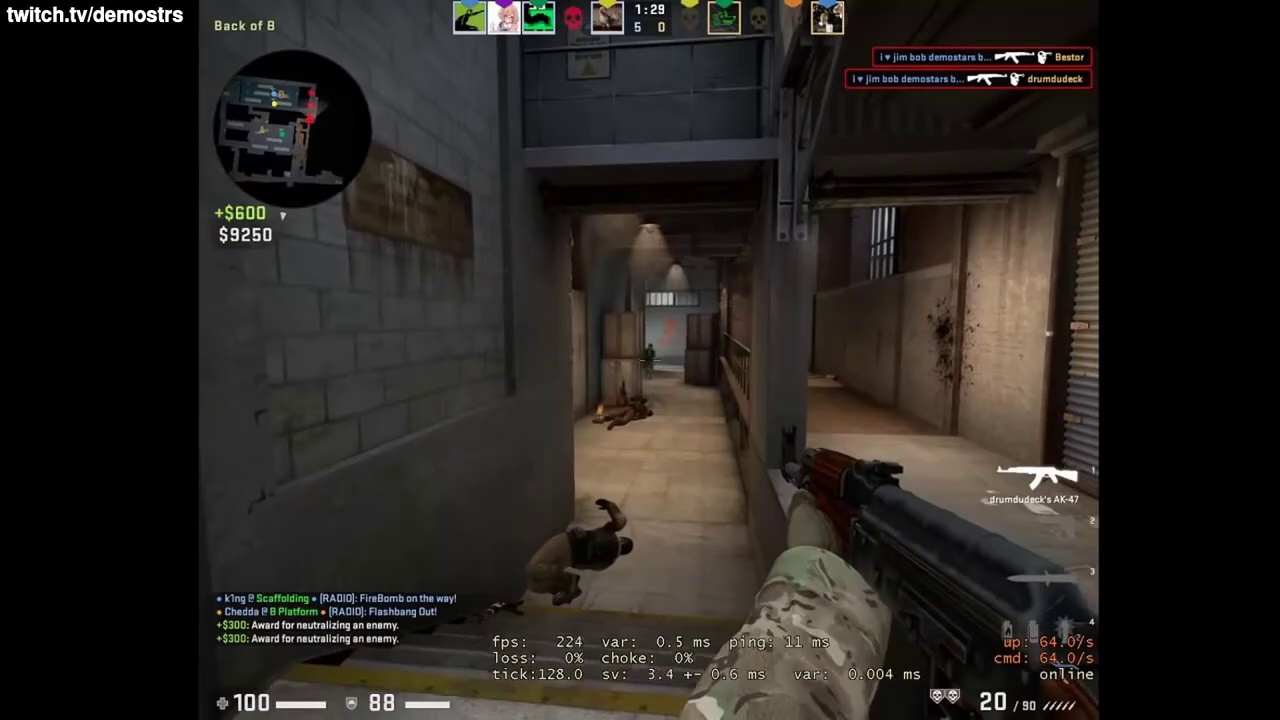 twitch.tv/demostrs
Back of B
1:29
5 0
i ♥ jim bob demostars b... Bestor
i ♥ jim bob demostars b... drumdudeck
+$600
$9250
drumdudeck's AK-47
1
2
3
4
• k1ng @ Scaffolding • [RADIO]: FireBomb on the way!
• Chedda @ B Platform • [RADIO]: Flashbang Out!
+$300: Award for neutralizing an enemy.
+$300: Award for neutralizing an enemy.
fps: 224 var: 0.5 ms ping: 11 ms
loss: 0% choke: 0%
tick:128.0 sv: 3.4 +- 0.6 ms var: 0.004 ms
up: 64.0/s
cmd: 64.0/s
online
100 88
20 / 90